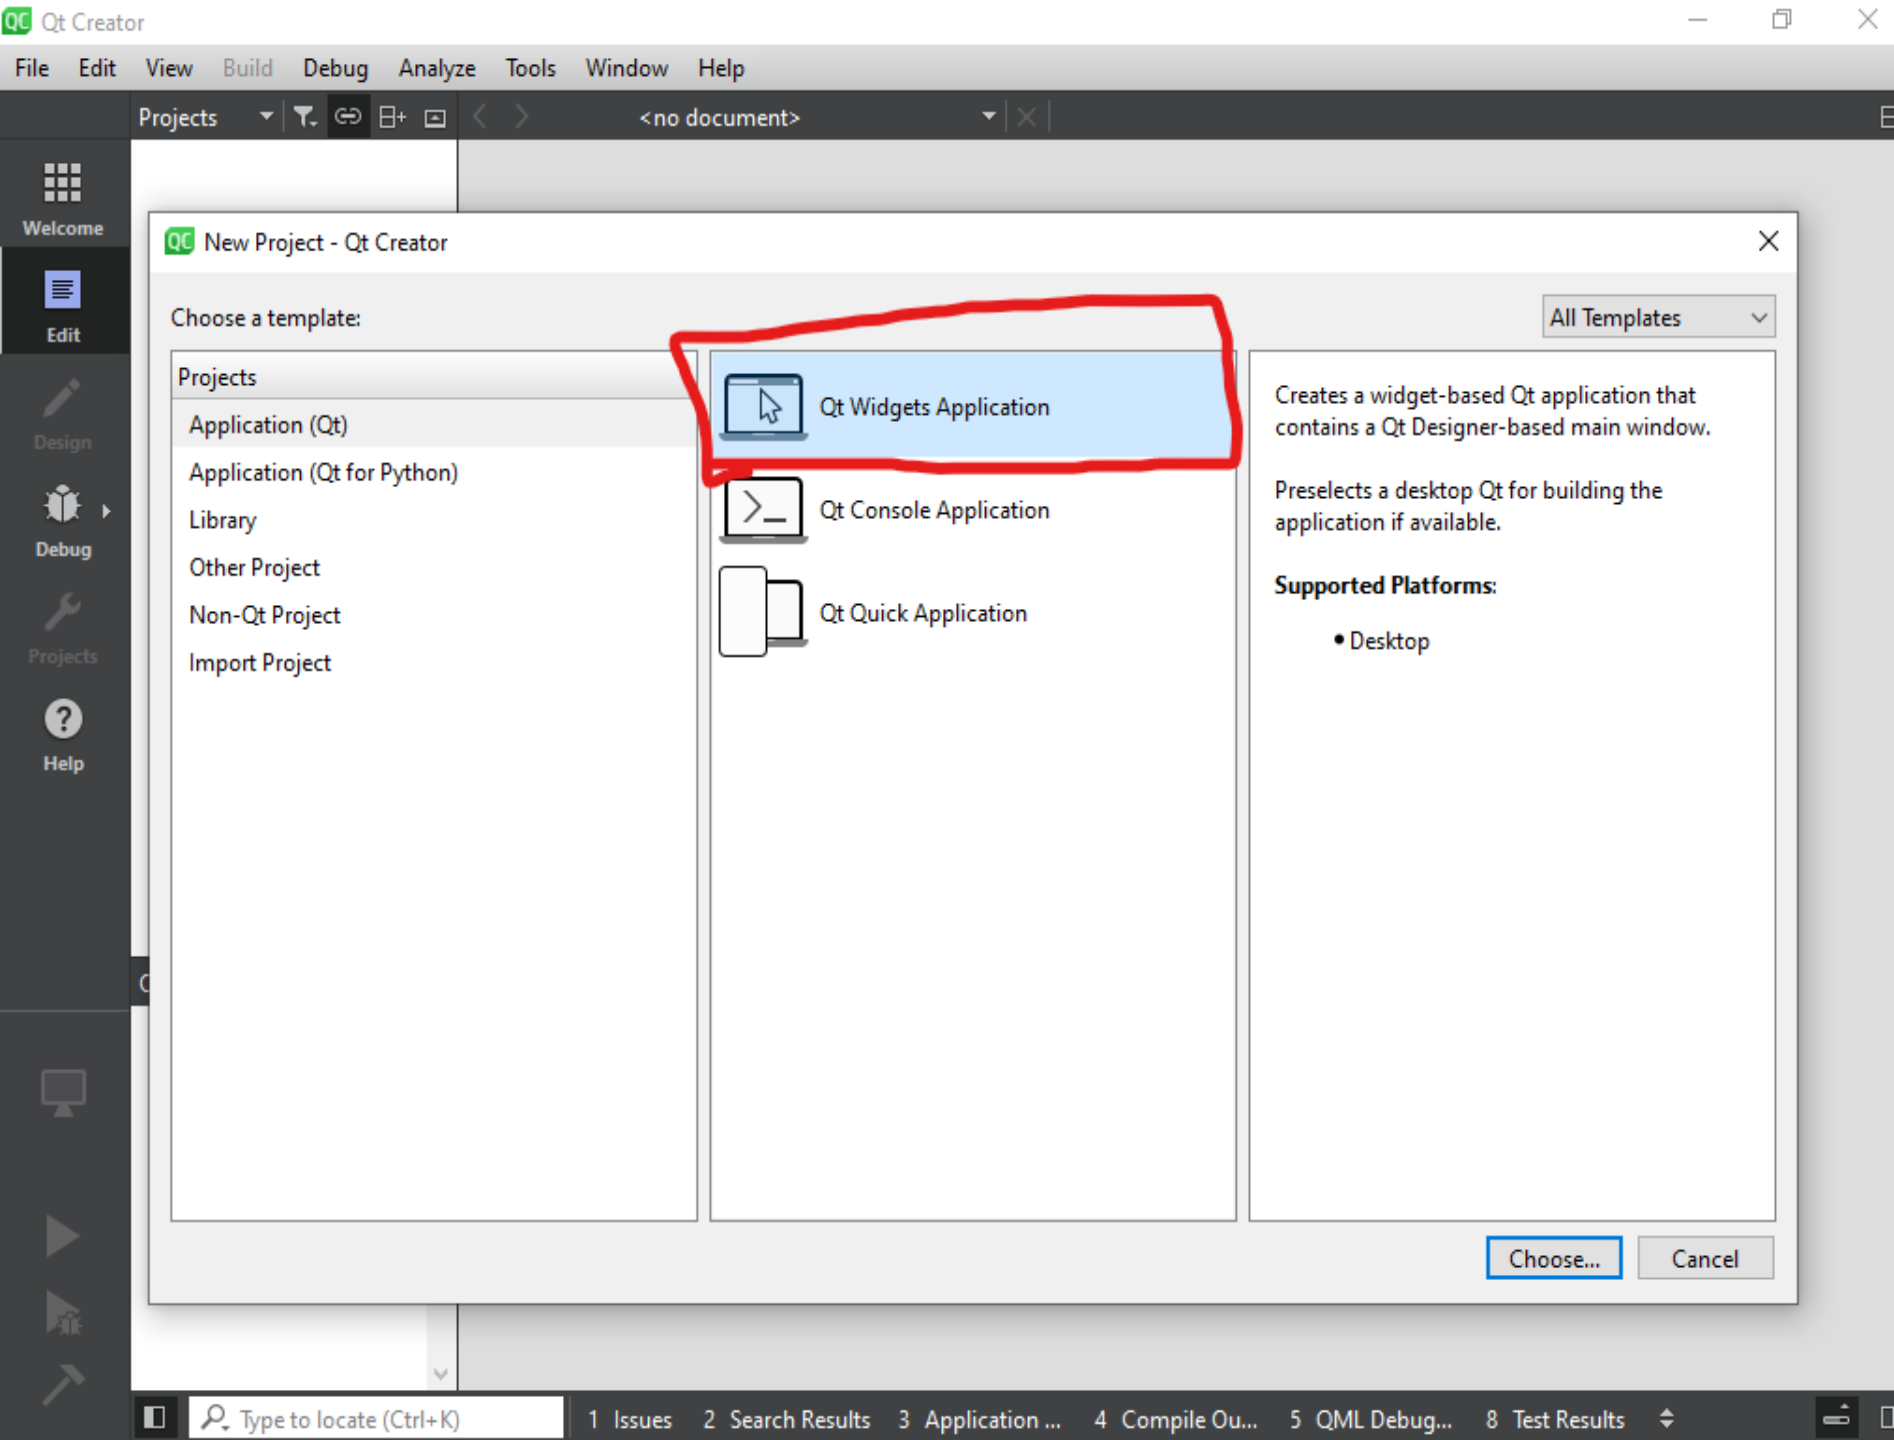 QC Qt Creator
File Edit View Build Debug Analyze Tools Window Help
Projects <no document>
Welcome
Edit
Design
Debug
Projects
Help
QC New Project - Qt Creator
Choose a template:
All Templates
Projects
Application (Qt)
Application (Qt for Python)
Library
Other Project
Non-Qt Project
Import Project
Qt Widgets Application
Qt Console Application
Qt Quick Application
Creates a widget-based Qt application that
contains a Qt Designer-based main window.
Preselects a desktop Qt for building the
application if available.
Supported Platforms:
• Desktop
Choose... Cancel
Type to locate (Ctrl+K) 1 Issues 2 Search Results 3 Application ... 4 Compile Ou... 5 QML Debug... 8 Test Results